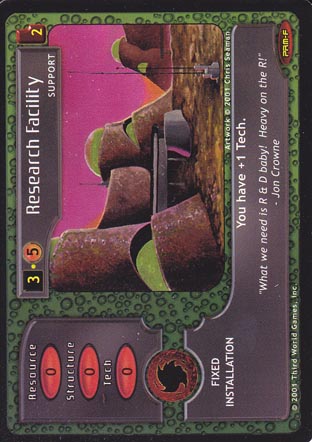 3 • 5
Research Facility
SUPPORT
2
Artwork © 2001 Chris Seaman
Resource 0
Structure 0
Tech 0
FIXED
INSTALLATION
You have +1 Tech.
"What we need is R & D baby! Heavy on the R!"
- Jon Crowne
© 2001 Third World Games, Inc.
PRM-F